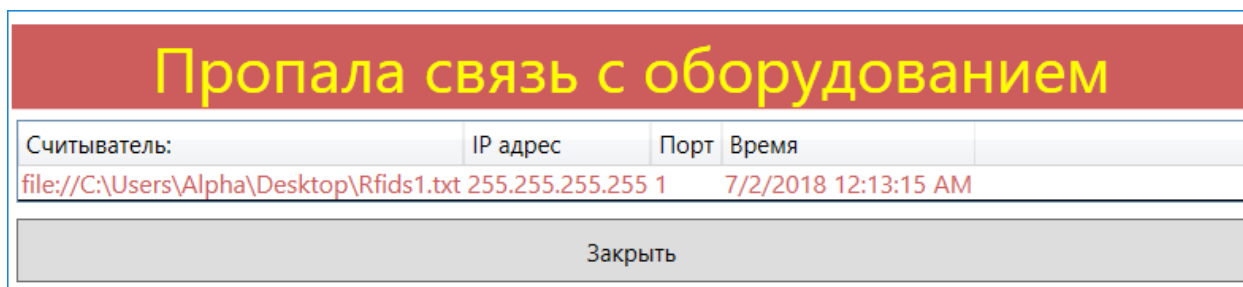 Пропала связь с оборудованием
Считыватель: IP адрес Порт Время
file://C:\Users\Alpha\Desktop\Rfids1.txt 255.255.255.255 1 7/2/2018 12:13:15 AM
Закрыть